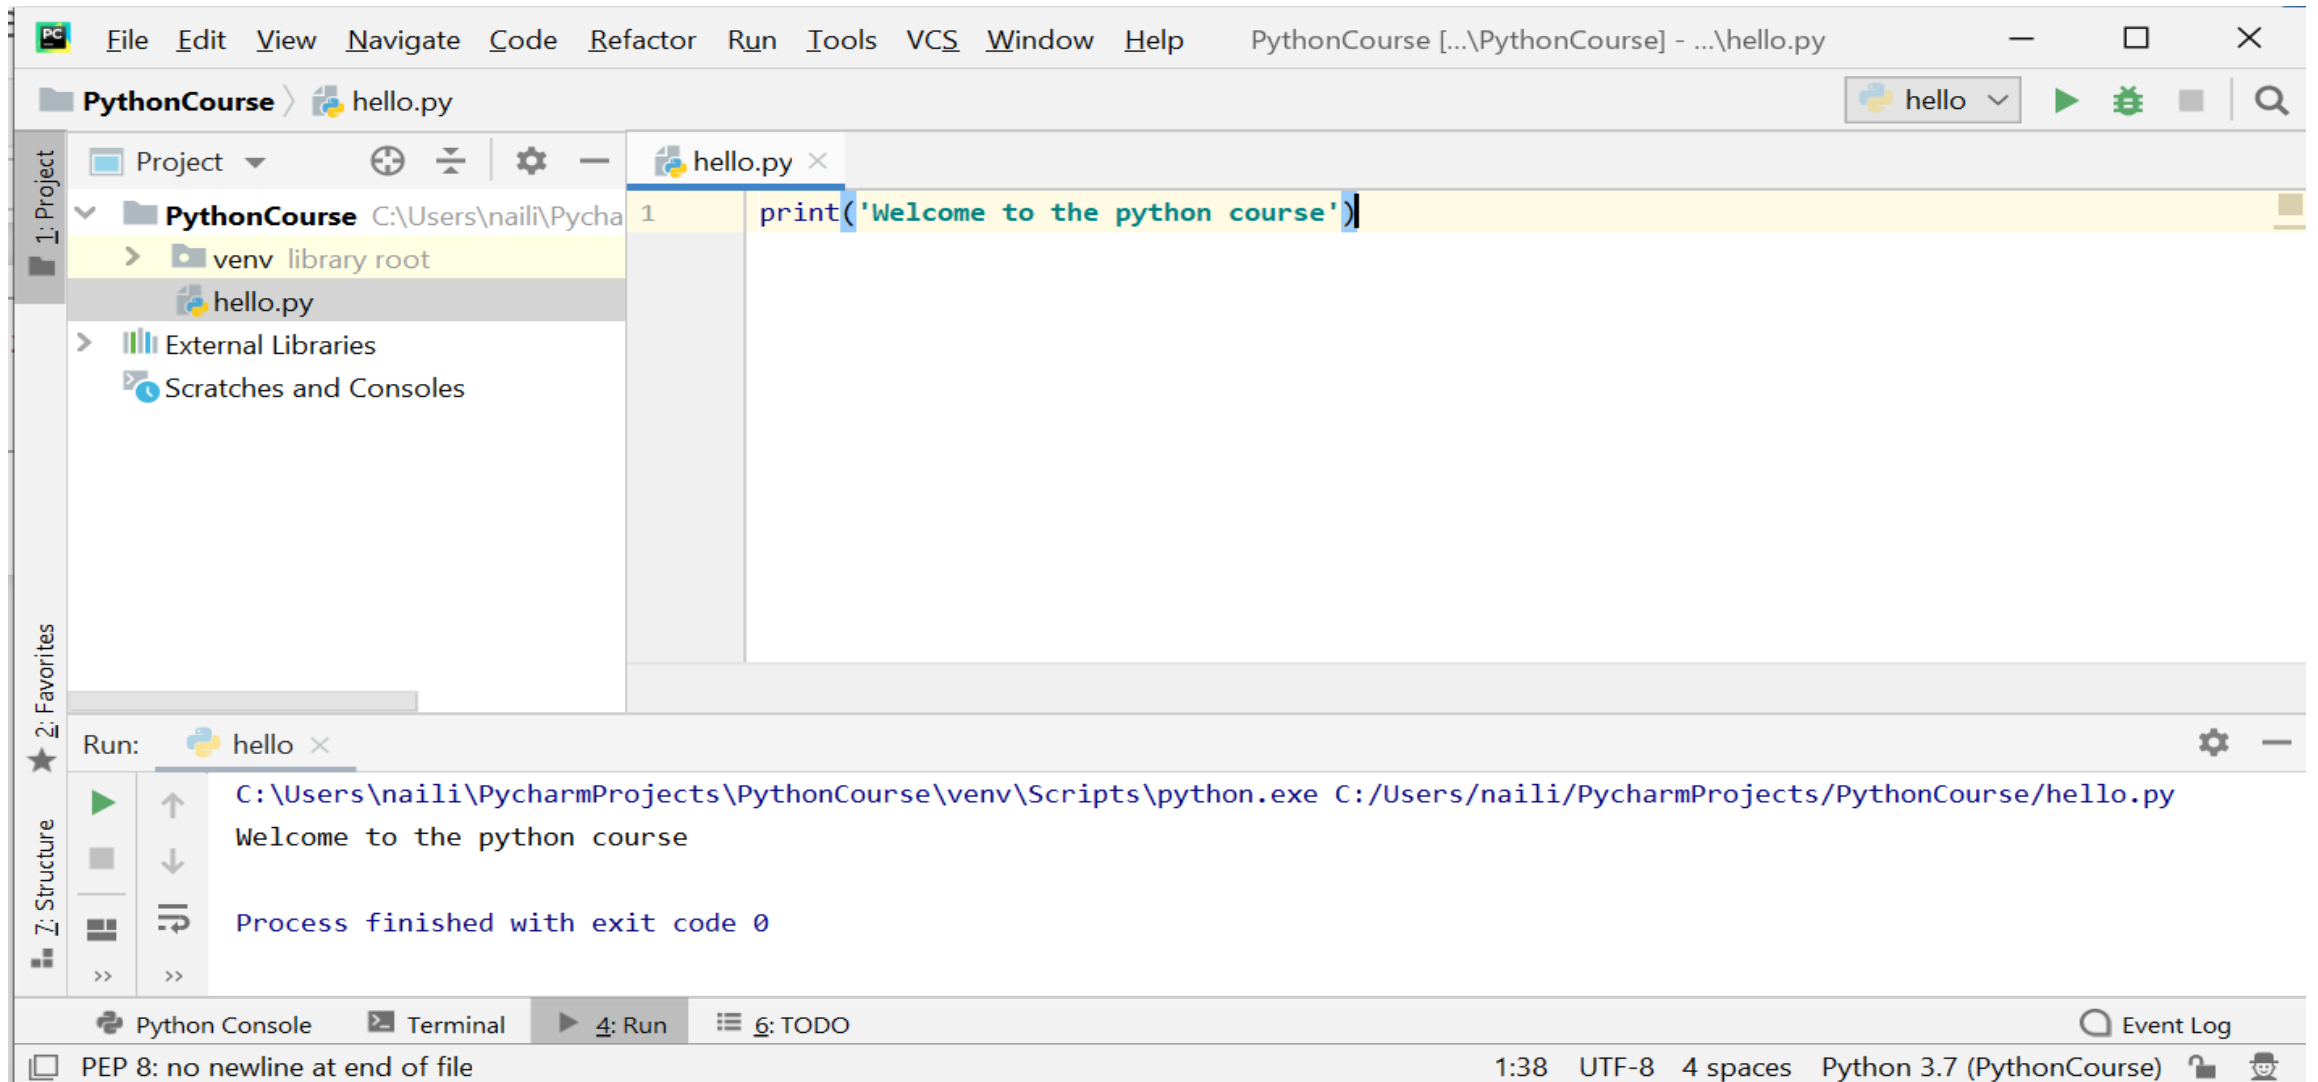 PC File Edit View Navigate Code Refactor Run Tools VCS Window Help PythonCourse [...\PythonCourse] - ...\hello.py
PythonCourse hello.py hello
1: Project
Project
hello.py
PythonCourse C:\Users\naili\Pycha
venv library root
hello.py
External Libraries
Scratches and Consoles
1 print('Welcome to the python course')
2: Favorites
7: Structure
Run: hello
C:\Users\naili\PycharmProjects\PythonCourse\venv\Scripts\python.exe C:/Users/naili/PycharmProjects/PythonCourse/hello.py
Welcome to the python course
Process finished with exit code 0
Python Console Terminal 4: Run 6: TODO Event Log
PEP 8: no newline at end of file 1:38 UTF-8 4 spaces Python 3.7 (PythonCourse)